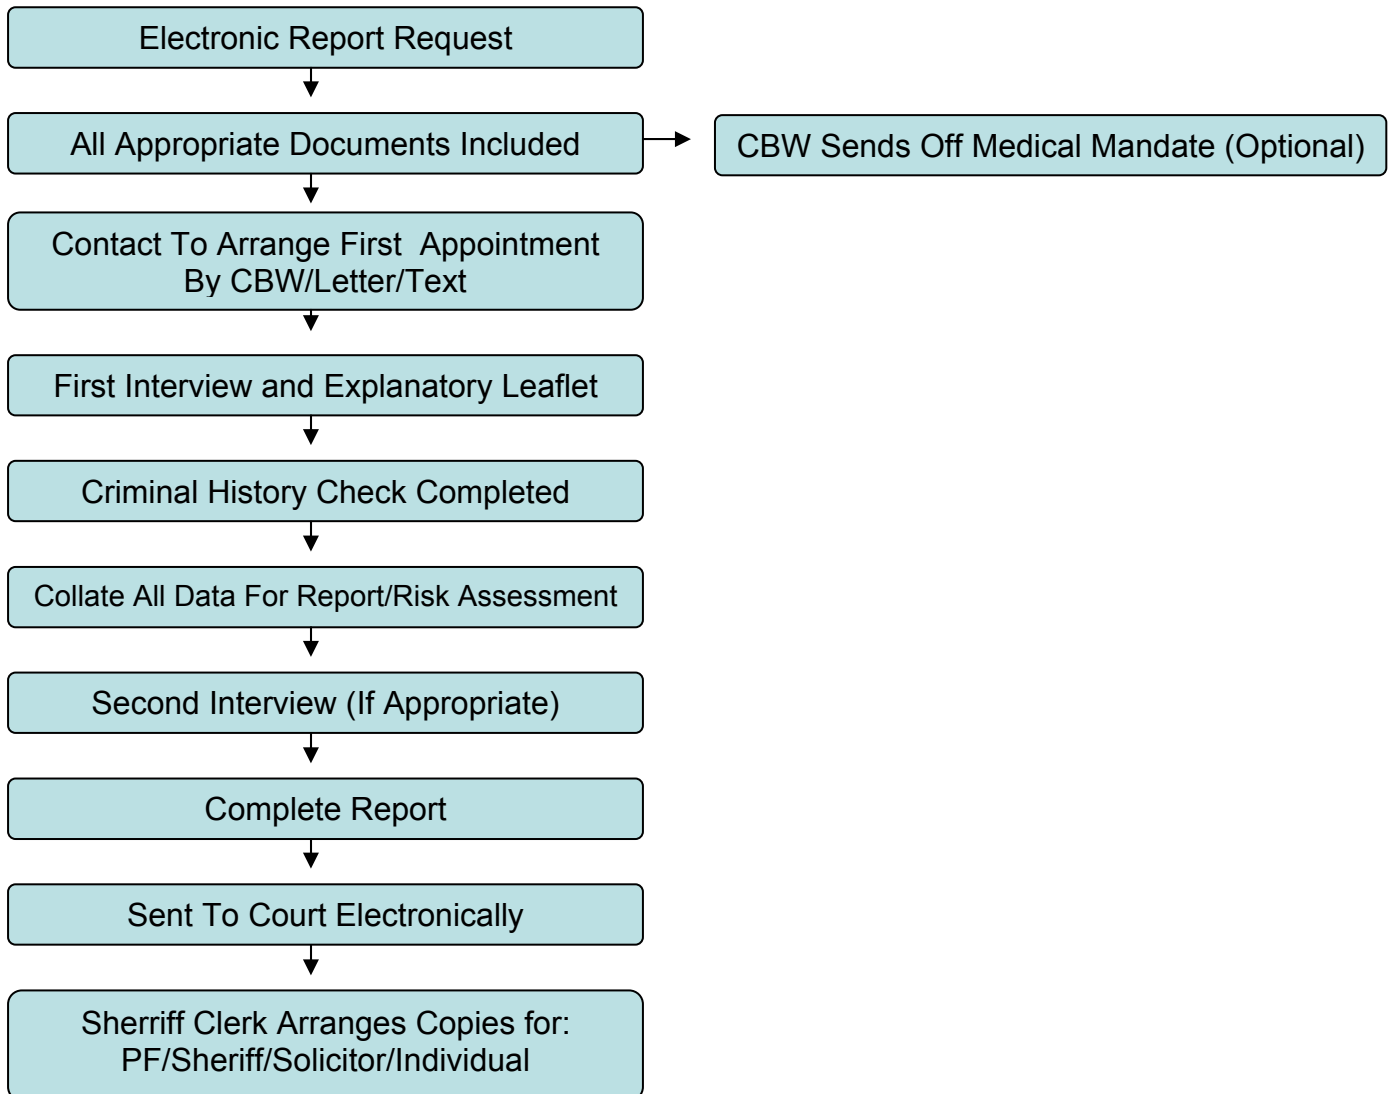 Electronic Report Request
All Appropriate Documents Included
CBW Sends Off Medical Mandate (Optional)
Contact To Arrange First Appointment
By CBW/Letter/Text
First Interview and Explanatory Leaflet
Criminal History Check Completed
Collate All Data For Report/Risk Assessment
Second Interview (If Appropriate)
Complete Report
Sent To Court Electronically
Sherriff Clerk Arranges Copies for:
PF/Sheriff/Solicitor/Individual